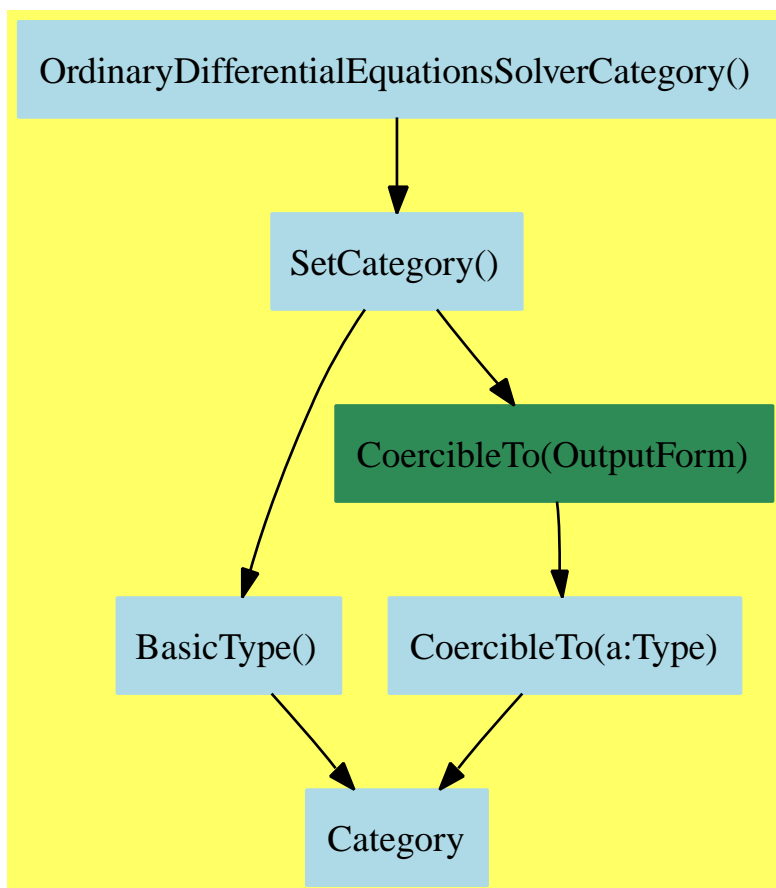 OrdinaryDifferentialEquationsSolverCategory()
SetCategory()
CoercibleTo(OutputForm)
BasicType()
CoercibleTo(a:Type)
Category